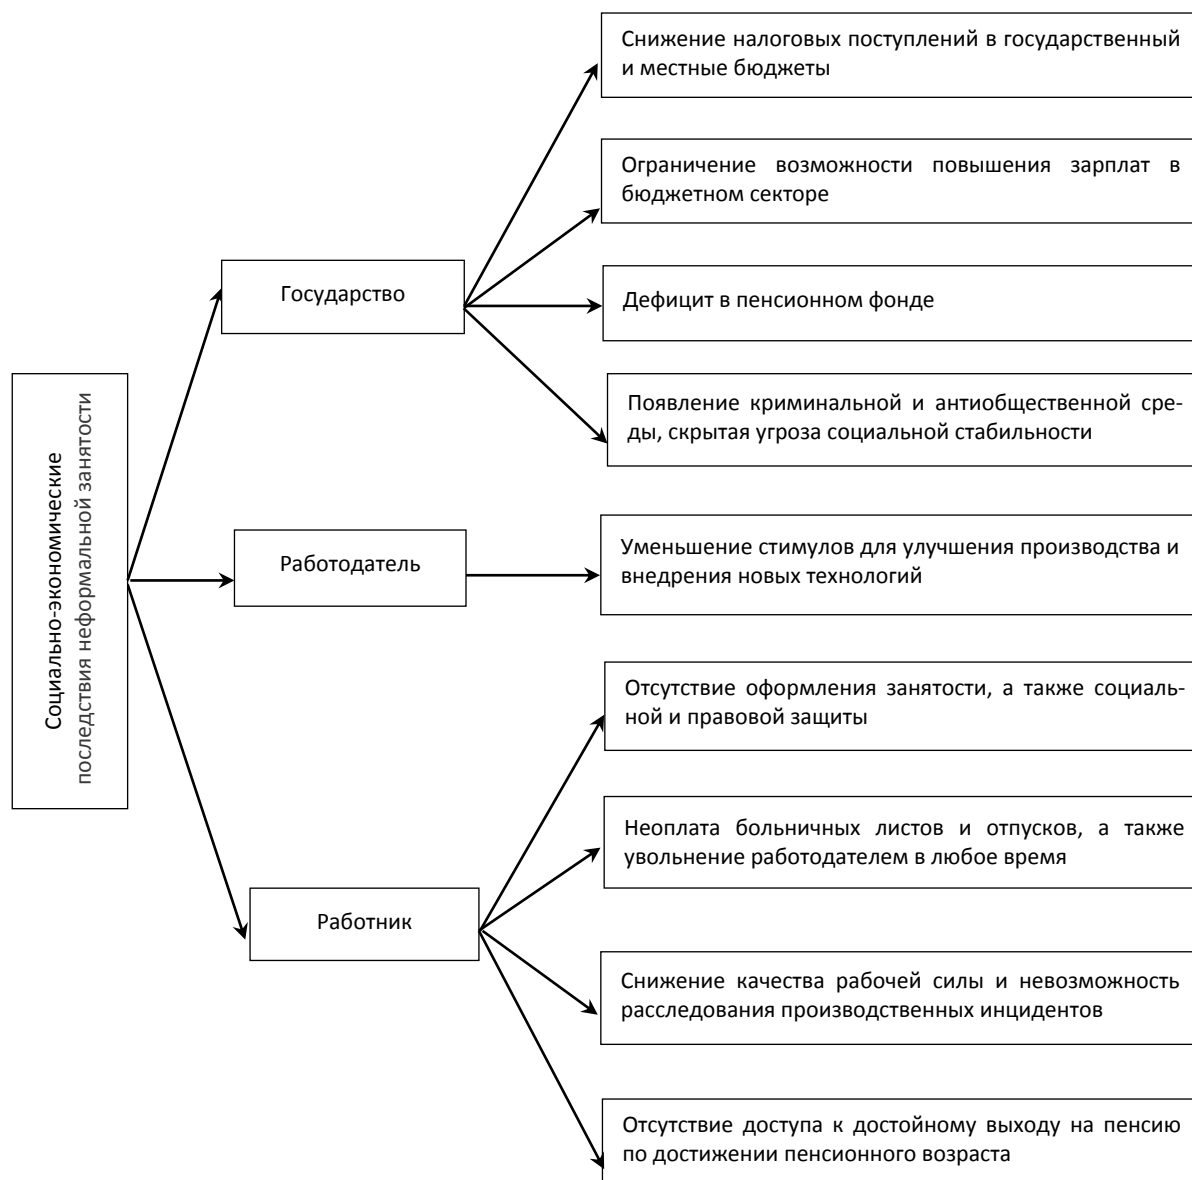 Социально-экономические
последствия неформальной занятости
Государство
Снижение налоговых поступлений в государственный
и местные бюджеты
Ограничение возможности повышения зарплат в
бюджетном секторе
Дефицит в пенсионном фонде
Появление криминальной и антиобщественной сре-
ды, скрытая угроза социальной стабильности
Работодатель
Уменьшение стимулов для улучшения производства и
внедрения новых технологий
Работник
Отсутствие оформления занятости, а также социаль-
ной и правовой защиты
Неоплата больничных листов и отпусков, а также
увольнение работодателем в любое время
Снижение качества рабочей силы и невозможность
расследования производственных инцидентов
Отсутствие доступа к достойному выходу на пенсию
по достижении пенсионного возраста